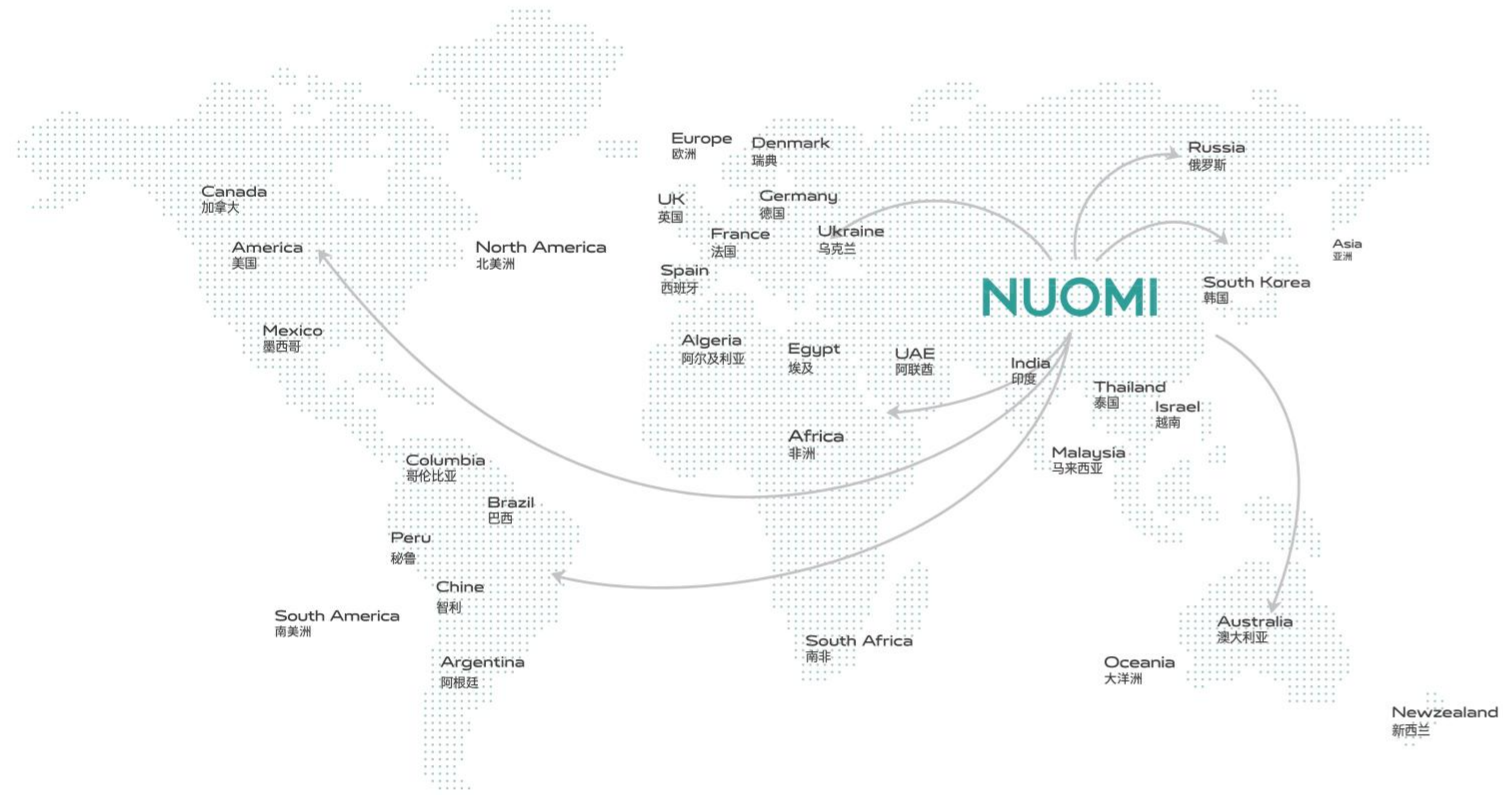 Europe
欧洲
Denmark
瑞典
Russia
俄罗斯
Canada
加拿大
UK
英国
Germany
德国
America
美国
North America
北美洲
France
法国
Ukraine
乌克兰
Asia
亚洲
Spain
西班牙
NUOMI
South Korea
韩国
Mexico
墨西哥
Algeria
阿尔及利亚
Egypt
埃及
UAE
阿联酋
India
印度
Thailand
泰国
Israel
越南
Africa
非洲
Malaysia
马来西亚
Columbia
哥伦比亚
Brazil
巴西
Peru
秘鲁
Chine
智利
South America
南美洲
Argentina
阿根廷
South Africa
南非
Australia
澳大利亚
Oceania
大洋洲
Newzealand
新西兰